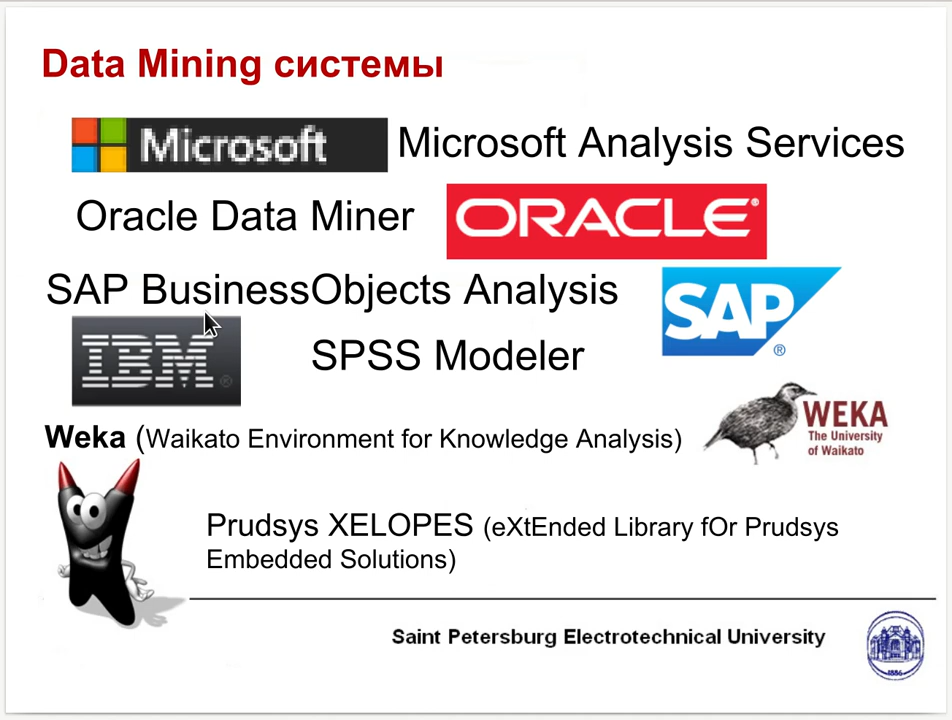 Data Mining системы
Microsoft Microsoft Analysis Services
Oracle Data Miner ORACLE®
SAP BusinessObjects Analysis SAP ®
IBM ® SPSS Modeler
WEKA
The University
of Waikato
Weka (Waikato Environment for Knowledge Analysis)
Prudsys XELOPES (eXtEnded Library fOr Prudsys
Embedded Solutions)
Saint Petersburg Electrotechnical University
1886